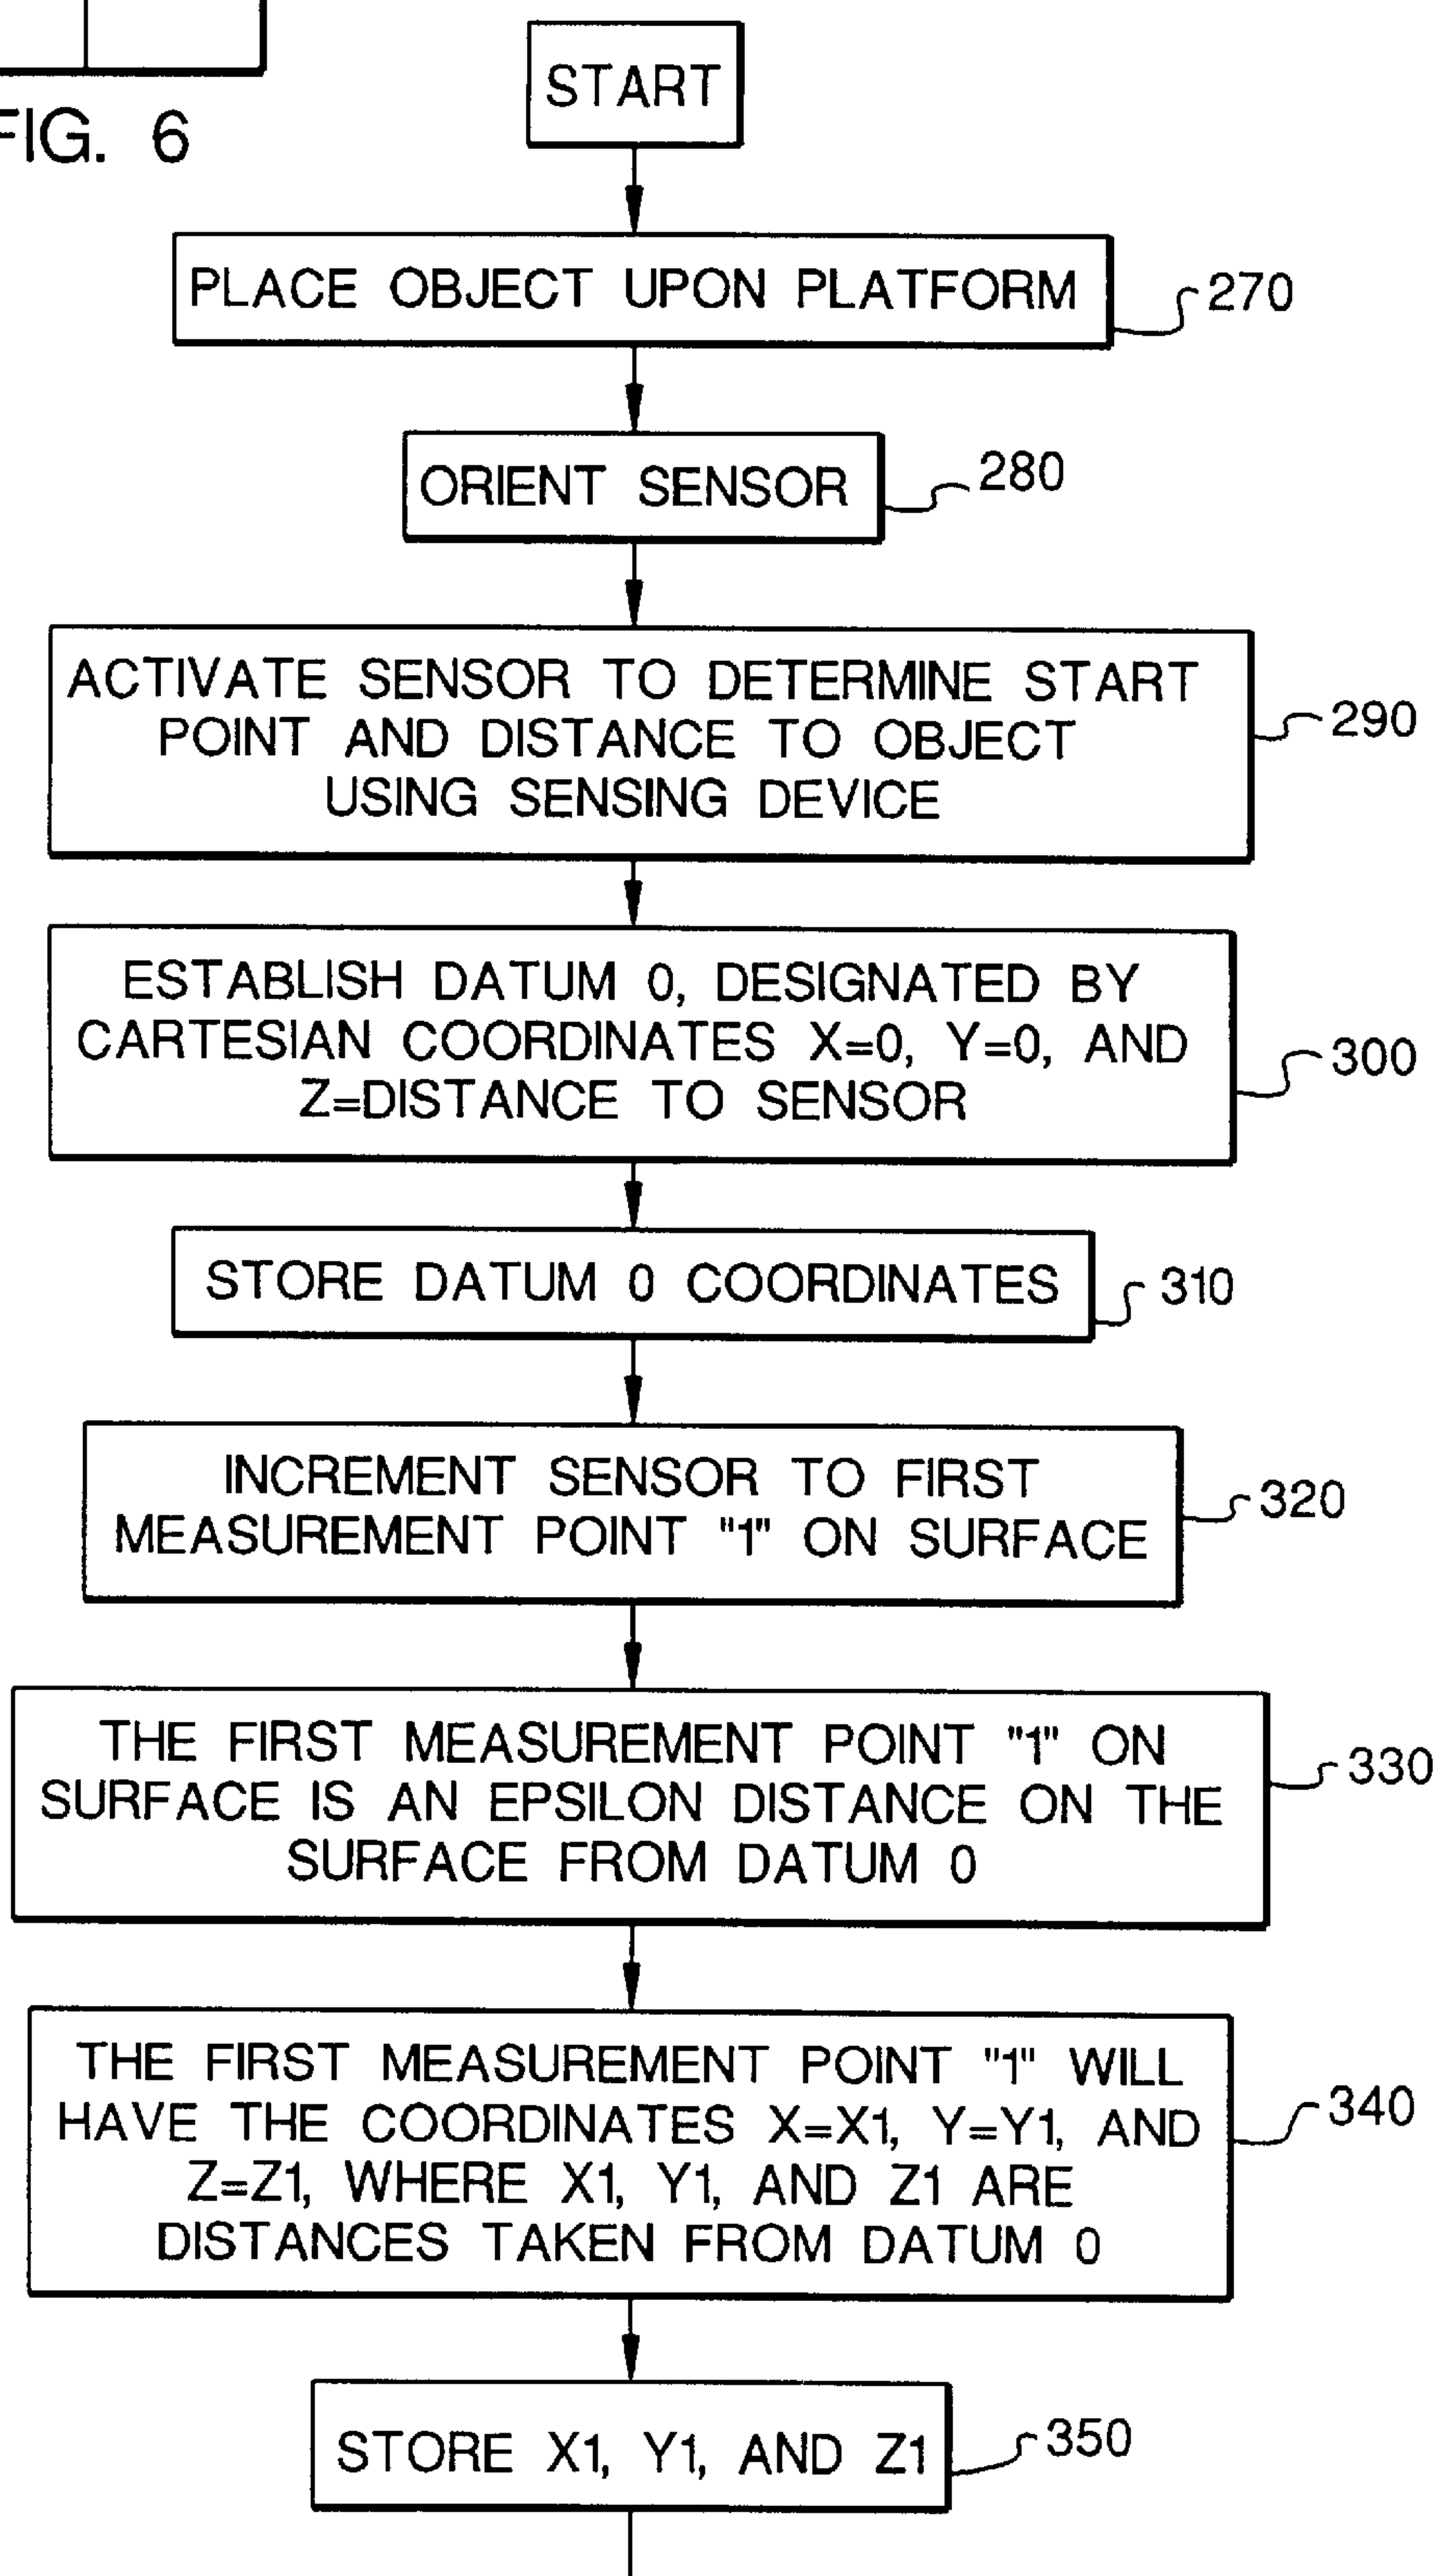 FIG. 6
START
PLACE OBJECT UPON PLATFORM
270
ORIENT SENSOR
280
ACTIVATE SENSOR TO DETERMINE START
POINT AND DISTANCE TO OBJECT
USING SENSING DEVICE
290
ESTABLISH DATUM 0, DESIGNATED BY
CARTESIAN COORDINATES X=0, Y=0, AND
Z=DISTANCE TO SENSOR
300
STORE DATUM 0 COORDINATES
310
INCREMENT SENSOR TO FIRST
MEASUREMENT POINT "1" ON SURFACE
320
THE FIRST MEASUREMENT POINT "1" ON
SURFACE IS AN EPSILON DISTANCE ON THE
SURFACE FROM DATUM 0
330
THE FIRST MEASUREMENT POINT "1" WILL
HAVE THE COORDINATES X=X1, Y=Y1, AND
Z=Z1, WHERE X1, Y1, AND Z1 ARE
DISTANCES TAKEN FROM DATUM 0
340
STORE X1, Y1, AND Z1
350